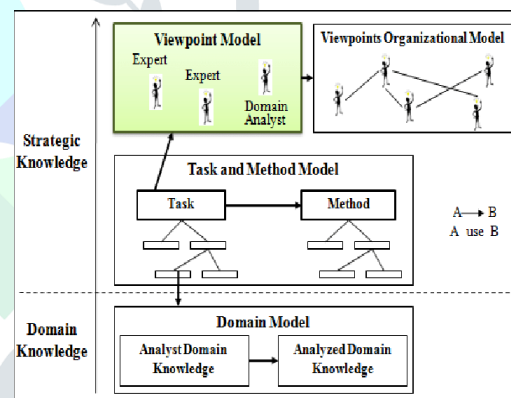 Viewpoint Model
Expert
Expert
Domain
Analyst
Viewpoints Organizational Model
Strategic
Knowledge
Task and Method Model
Task
Method
A → B
A use B
Domain
Knowledge
Domain Model
Analyst Domain
Knowledge
Analyzed Domain
Knowledge